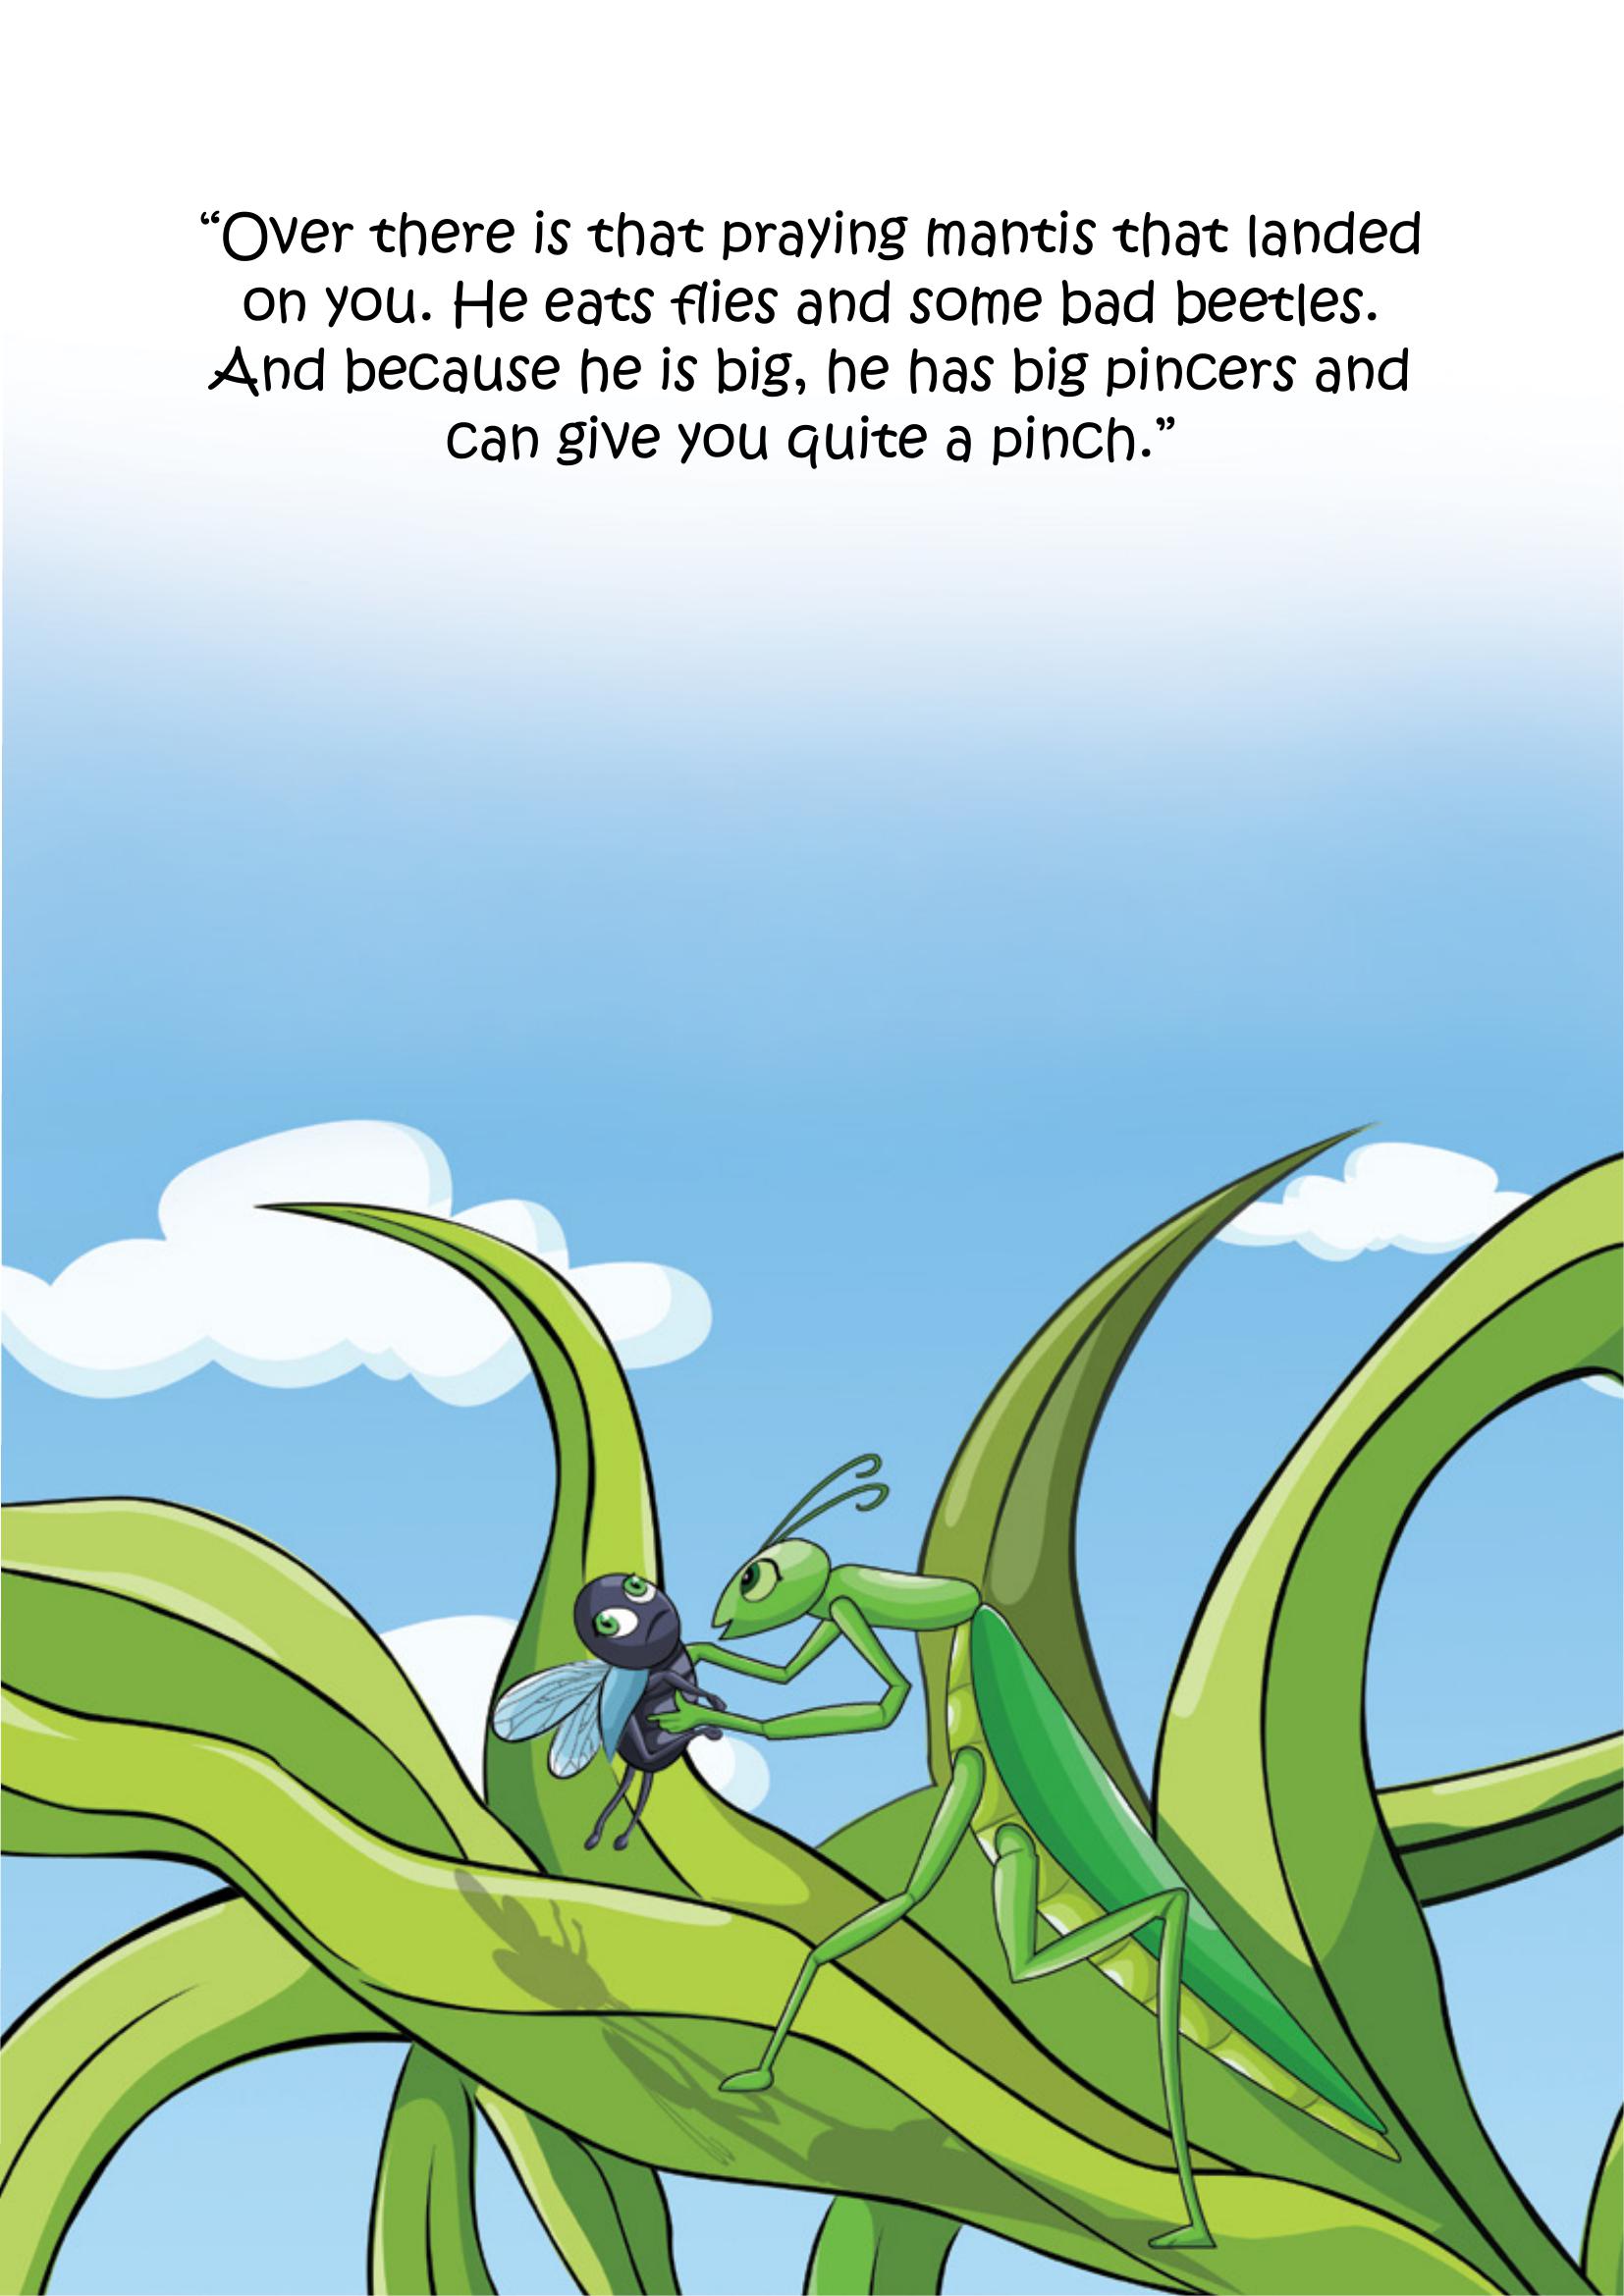 “Over there is that praying mantis that landed
on you. He eats flies and some bad beetles.
And because he is big, he has big pincers and
can give you quite a pinch.”